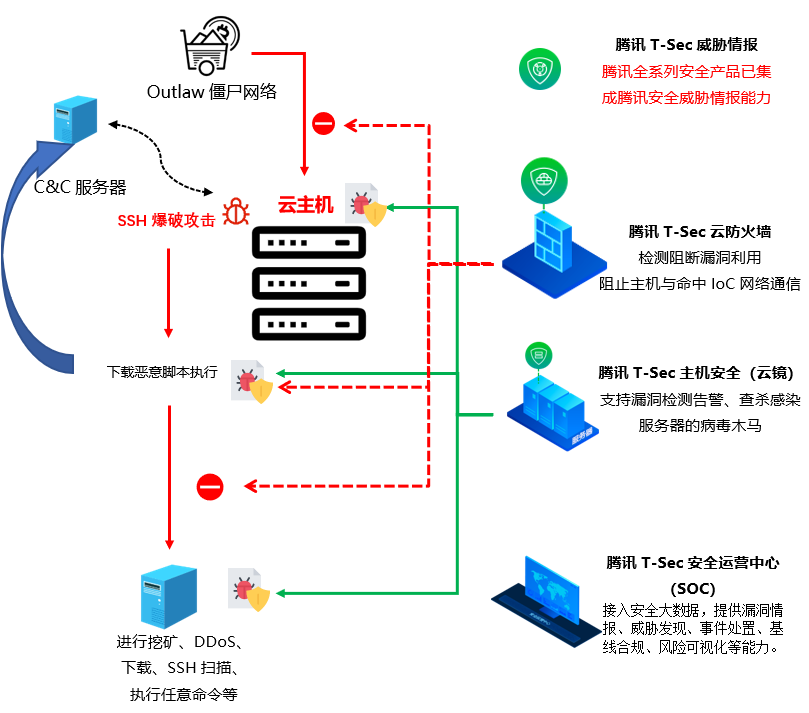 Outlaw 僵尸网络
C&C 服务器
SSH 爆破攻击
云主机
下载恶意脚本执行
进行挖矿、DDoS、
下载、SSH 扫描、
执行任意命令等
腾讯 T-Sec 威胁情报
腾讯全系列安全产品已集
成腾讯安全威胁情报能力
腾讯 T-Sec 云防火墙
检测阻断漏洞利用
阻止主机与命中 IoC 网络通信
腾讯 T-Sec 主机安全（云镜）
支持漏洞检测告警、查杀感染
服务器的病毒木马
服务器
腾讯 T-Sec 安全运营中心
(SOC)
接入安全大数据，提供漏洞情
报、威胁发现、事件处置、基
线合规、风险可视化等能力。